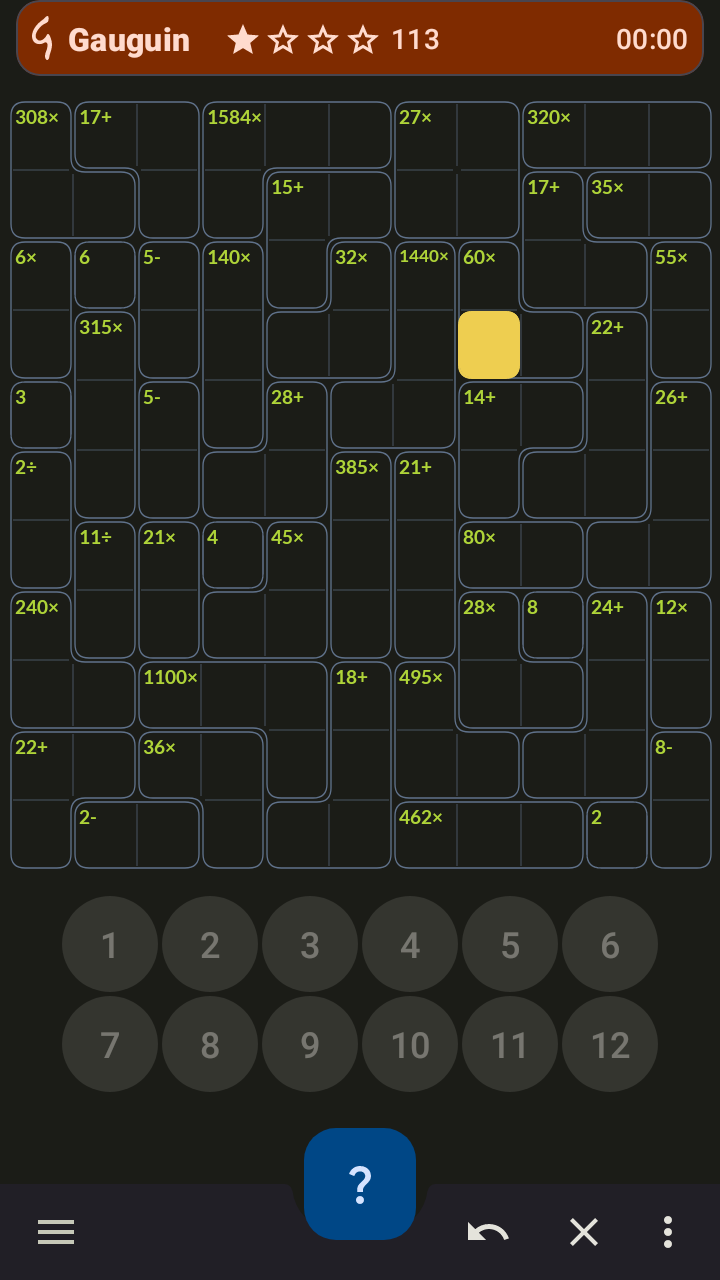 Gauguin 113 00:00
308× 17+ 1584× 27× 320×
15+ 17+ 35×
6× 6 5- 140× 32× 1440× 60× 55×
315× 22+
3 5- 28+ 14+ 26+
2÷ 385× 21+
11÷ 21× 4 45× 80×
240× 28× 8 24+ 12×
1100× 18+ 495×
22+ 36× 8-
2- 462× 2
1 2 3 4 5 6
7 8 9 10 11 12
?